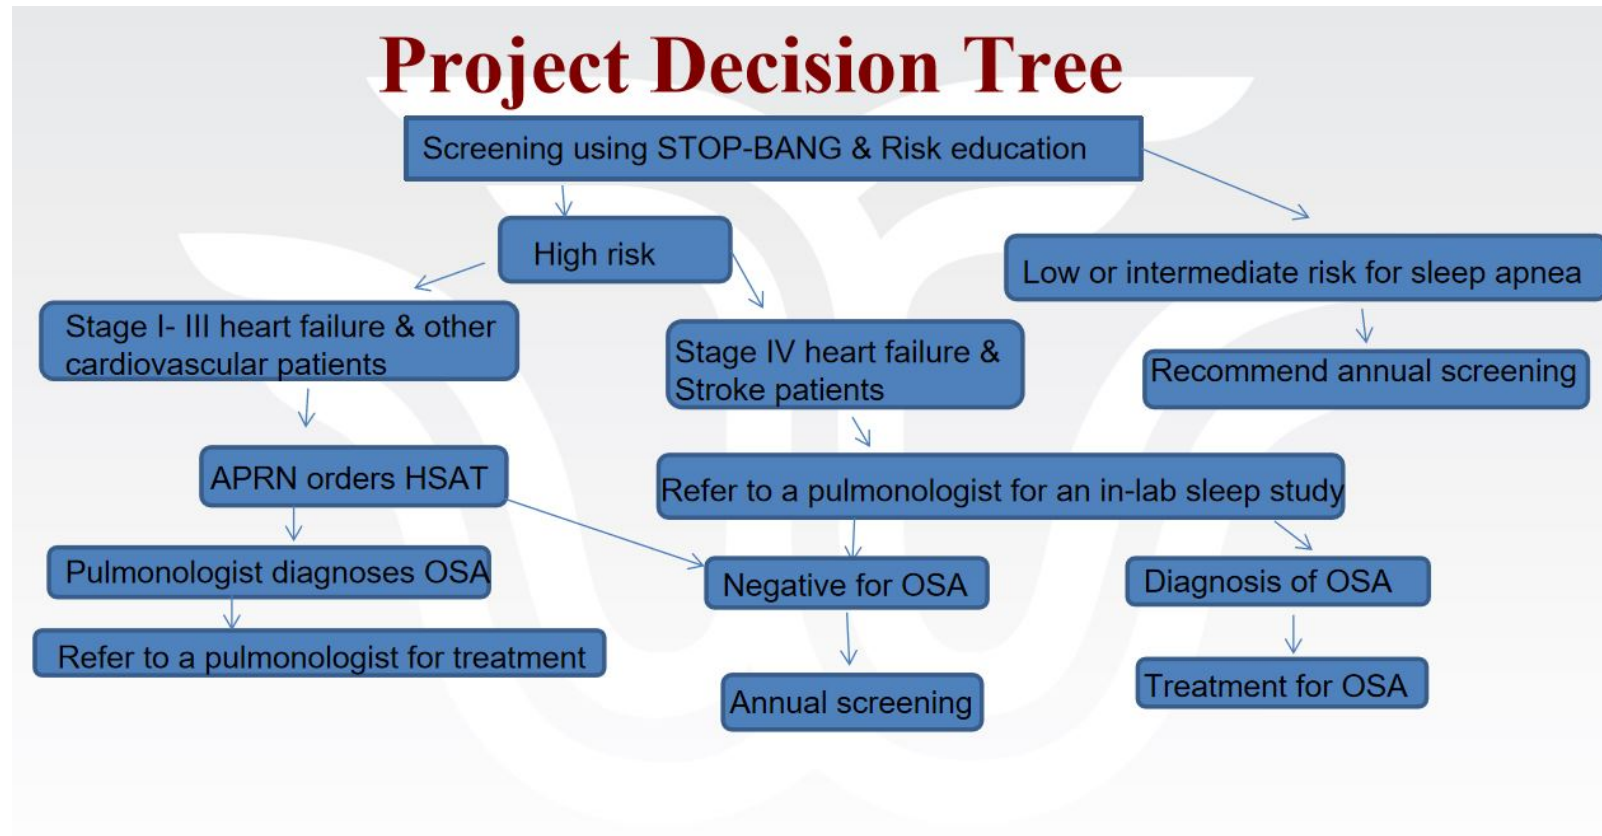 Project Decision Tree
Screening using STOP-BANG & Risk education
High risk
Low or intermediate risk for sleep apnea
Stage I- III heart failure & other
cardiovascular patients
Stage IV heart failure &
Stroke patients
Recommend annual screening
APRN orders HSAT
Refer to a pulmonologist for an in-lab sleep study
Pulmonologist diagnoses OSA
Negative for OSA
Diagnosis of OSA
Refer to a pulmonologist for treatment
Annual screening
Treatment for OSA